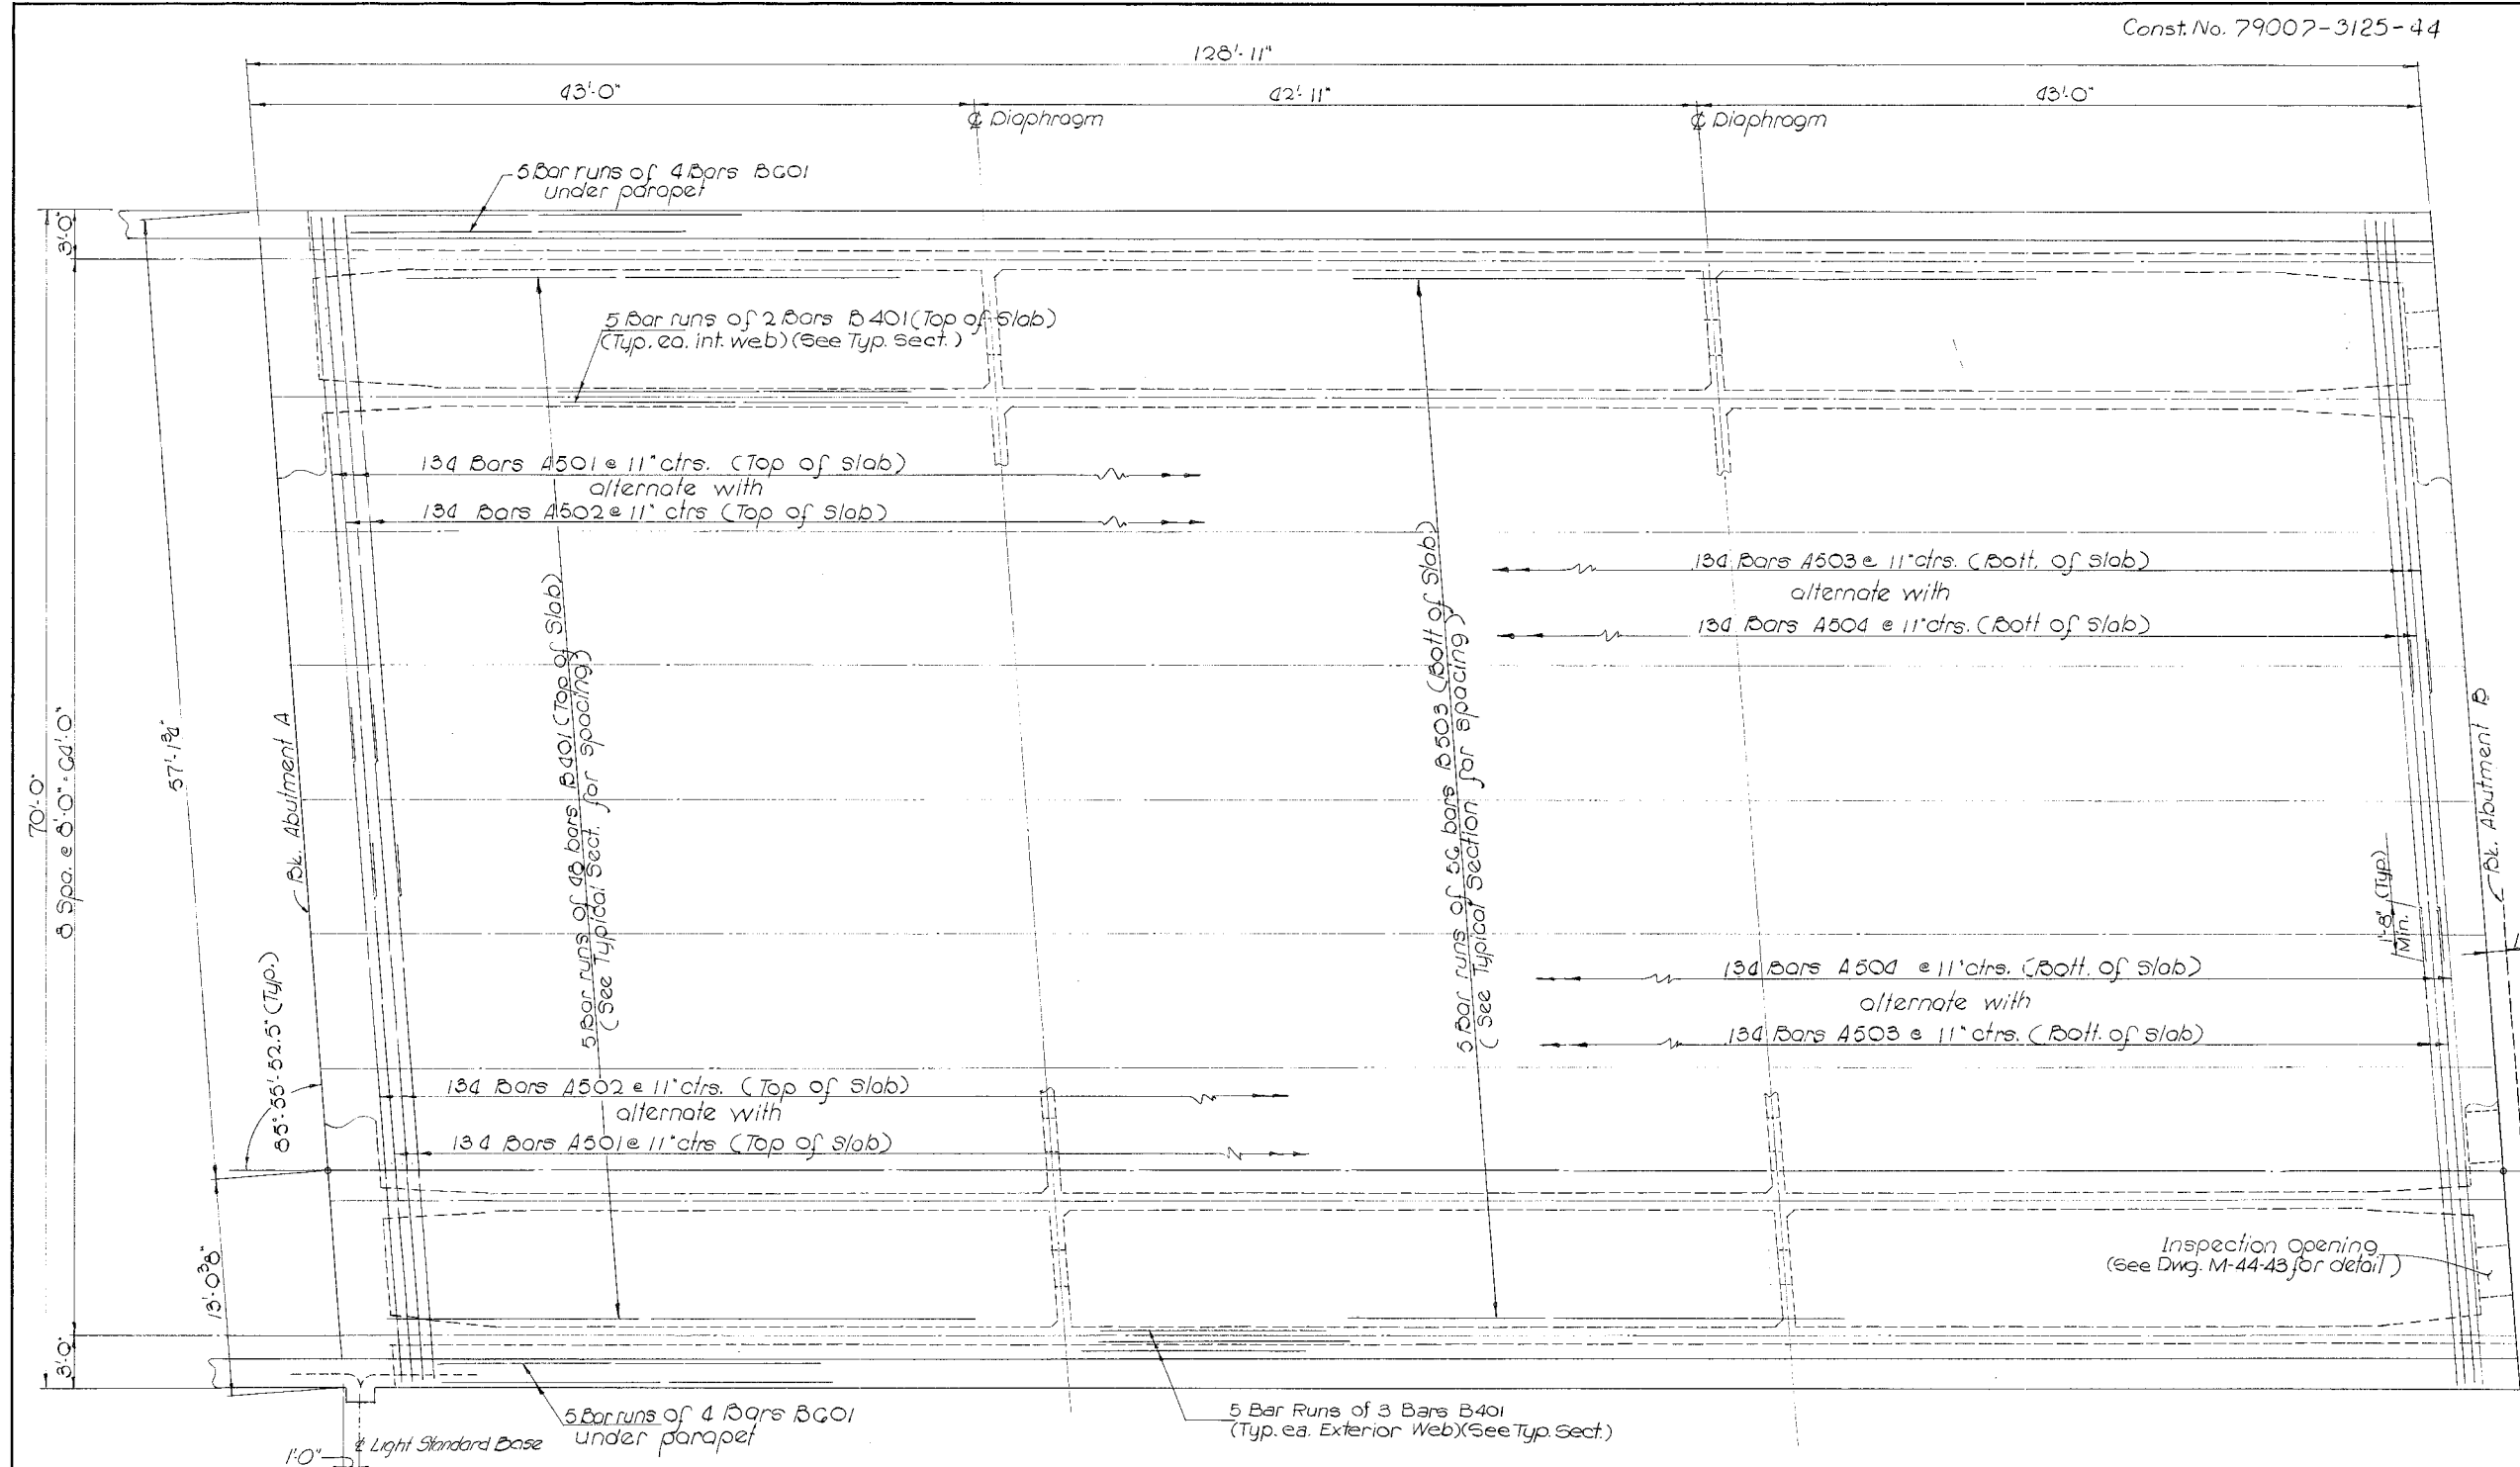 Const. No. 79007-3125-44
128'-11"
43'-0"
42'-11"
43'-0"
℄ Diaphragm
℄ Diaphragm
5 Bar runs of 4 Bars B601
under parapet
3'-0"
5 Bar runs of 2 Bars B401 (Top of Slab)
(Typ. ea. int. web) (See Typ. Sect.)
134 Bars A501 @ 11" ctrs. (Top of Slab)
alternate with
134 Bars A502 @ 11" ctrs (Top of Slab)
134 Bars A503 @ 11" ctrs. (Bott. of Slab)
alternate with
134 Bars A504 @ 11" ctrs. (Bott of Slab)
5 Bar runs of 48 bars B401 (Top of Slab)
(See Typical Sect. for spacing)
5 Bar runs of 56 bars B503 (Bott of Slab)
(See Typical Section for spacing)
70'-0"
8 Spa. @ 8'-0" = 64'-0"
57'-1¾"
Bk. Abutment A
Bk. Abutment B
1'-8" (Typ)
Min.
85°-55'-52.5" (Typ.)
134 Bars A504 @ 11" ctrs. (Bott. of Slab)
alternate with
134 Bars A503 @ 11" ctrs. (Bott. of Slab)
134 Bars A502 @ 11" ctrs. (Top of Slab)
alternate with
134 Bars A501 @ 11" ctrs (Top of Slab)
13'-0⅜"
Inspection Opening
(See Dwg. M-44-43 for detail)
3'-0"
5 Bar runs of 4 Bars B601
under parapet
5 Bar Runs of 3 Bars B401
(Typ. ea. Exterior Web)(See Typ. Sect.)
℄ Light Standard Base
1'-0"